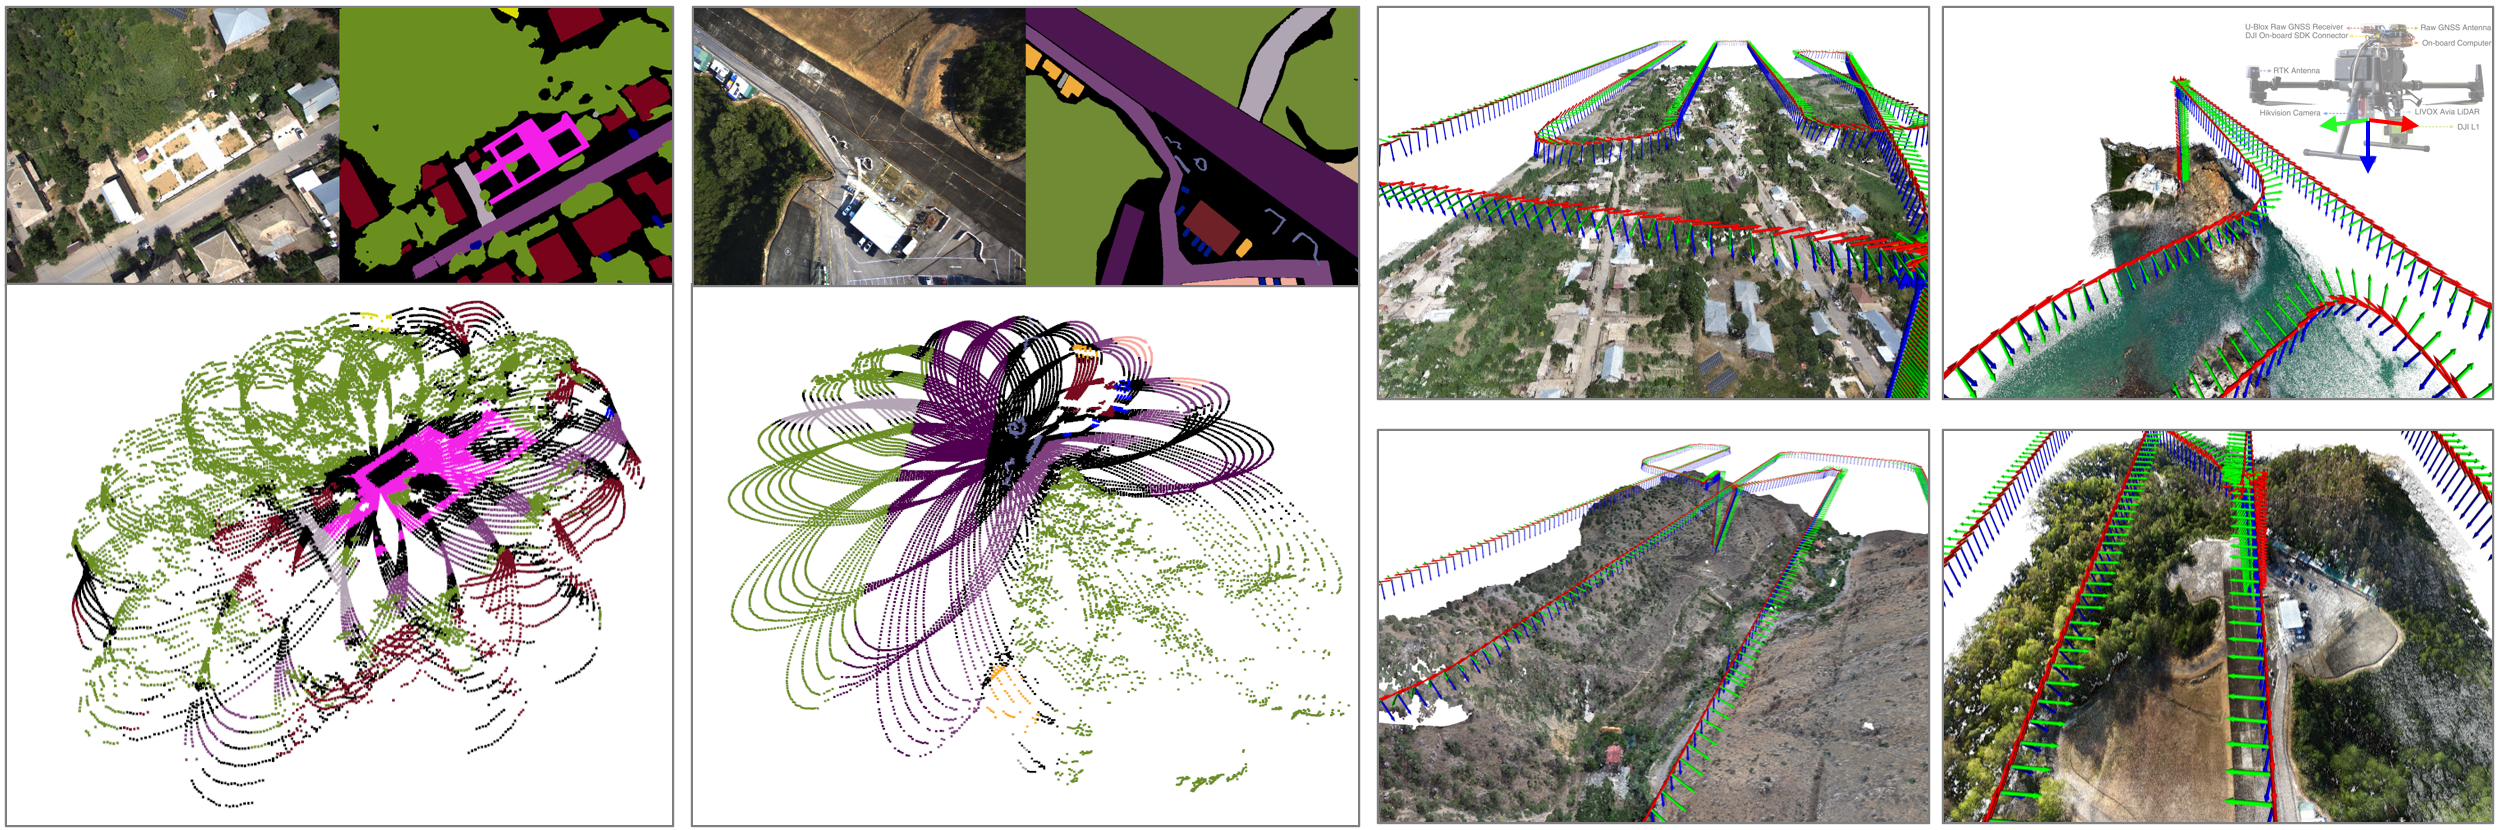 U-Blox Raw GNSS Receiver
Raw GNSS Antenna
DJI On-board SDK Connector
On-board Computer
RTK Antenna
Hikvision Camera
LIVOX Avia LiDAR
DJI L1